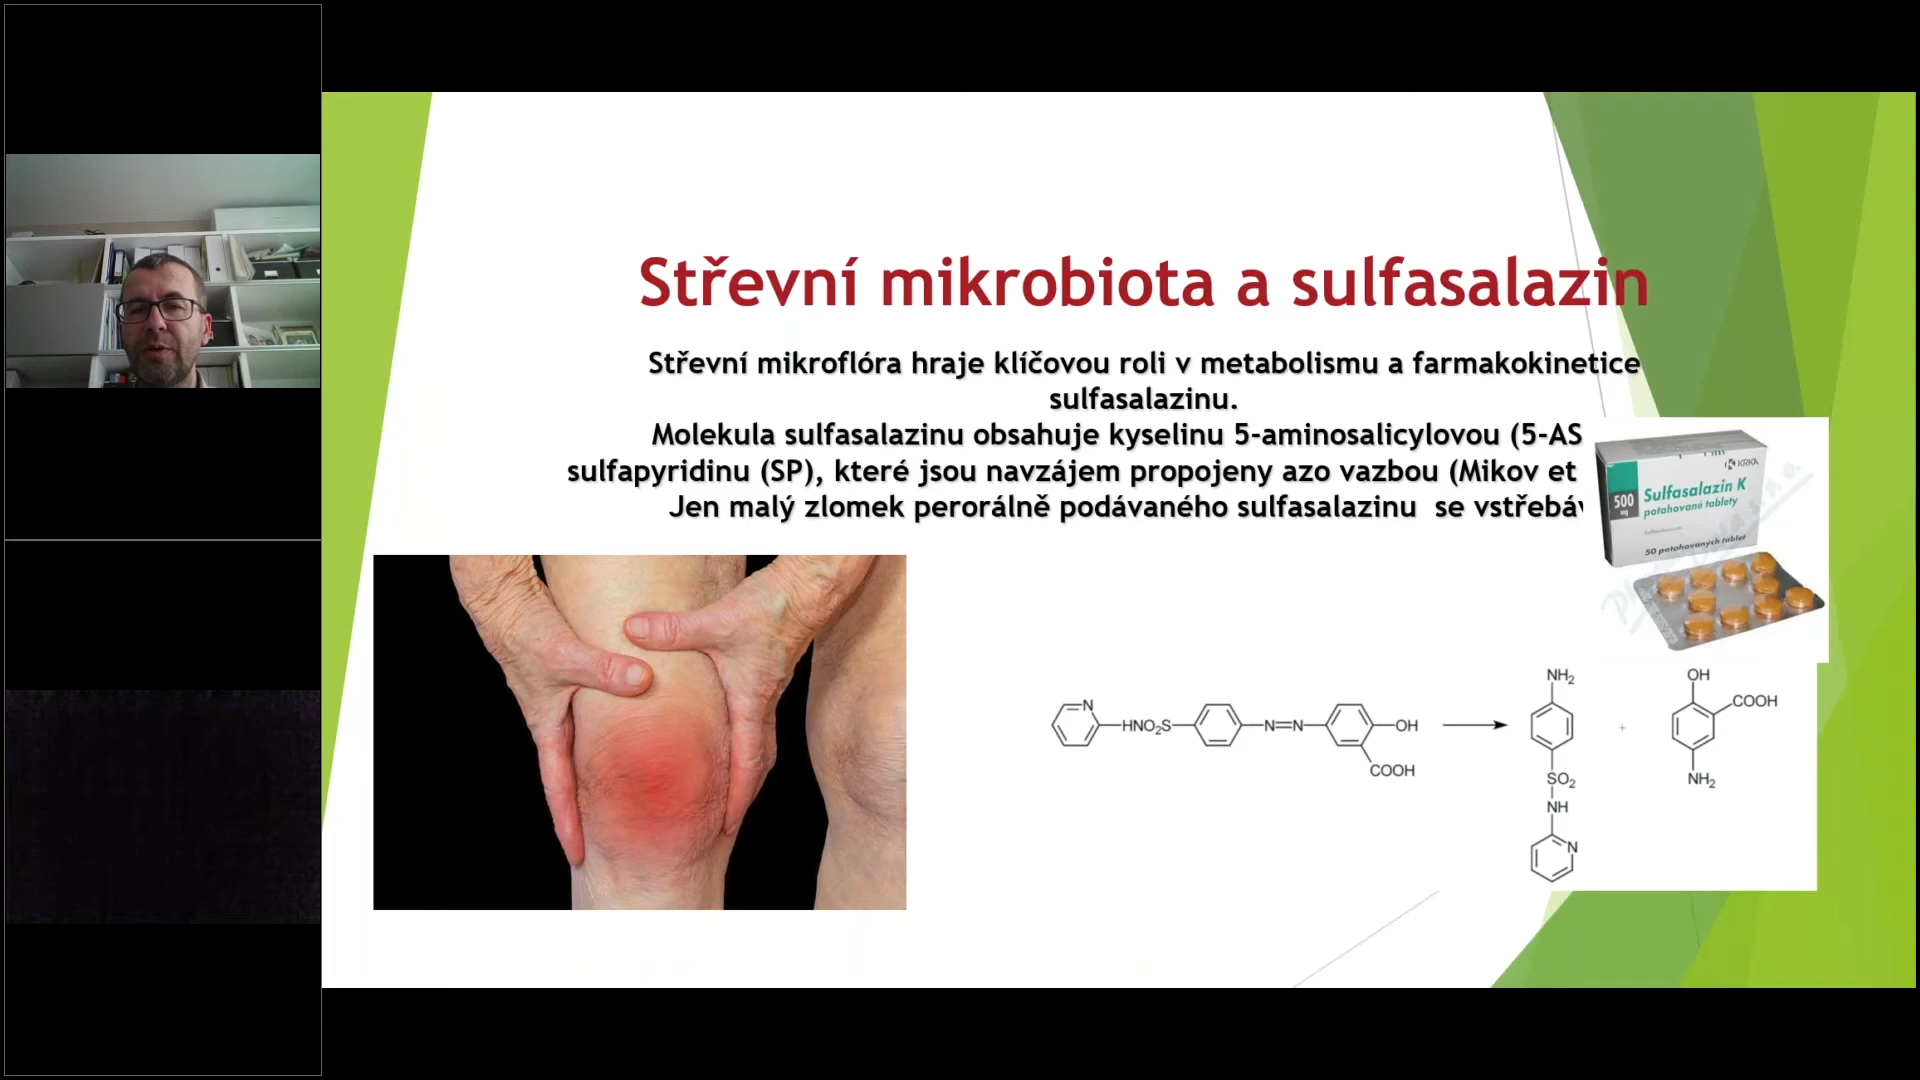 Střevní mikrobiota a sulfasalazin
Střevní mikroflóra hraje klíčovou roli v metabolismu a farmakokinetice
sulfasalazinu.
Molekula sulfasalazinu obsahuje kyselinu 5-aminosalicylovou (5-AS
sulfapyridinu (SP), které jsou navzájem propojeny azo vazbou (Mikov et
Jen malý zlomek perorálně podávaného sulfasalazinu se vstřebáv
KRKA
500 mg
Sulfasalazin K
potahované tablety
50 potahovaných tablet
N
HNO2S
N=N
OH
COOH
NH2
SO2
NH
N
+
OH
COOH
NH2